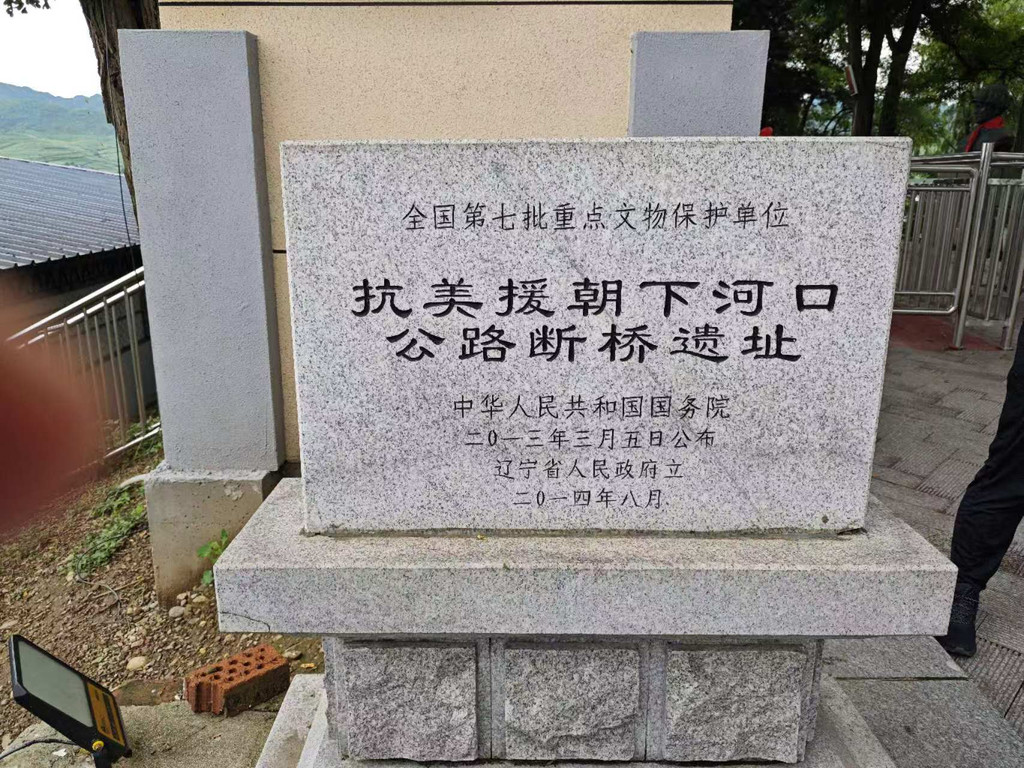 全国第七批重点文物保护单位
抗美援朝下河口
公路断桥遗址
中华人民共和国国务院
二0一三年三月五日公布
辽宁省人民政府立
二0一四年八月